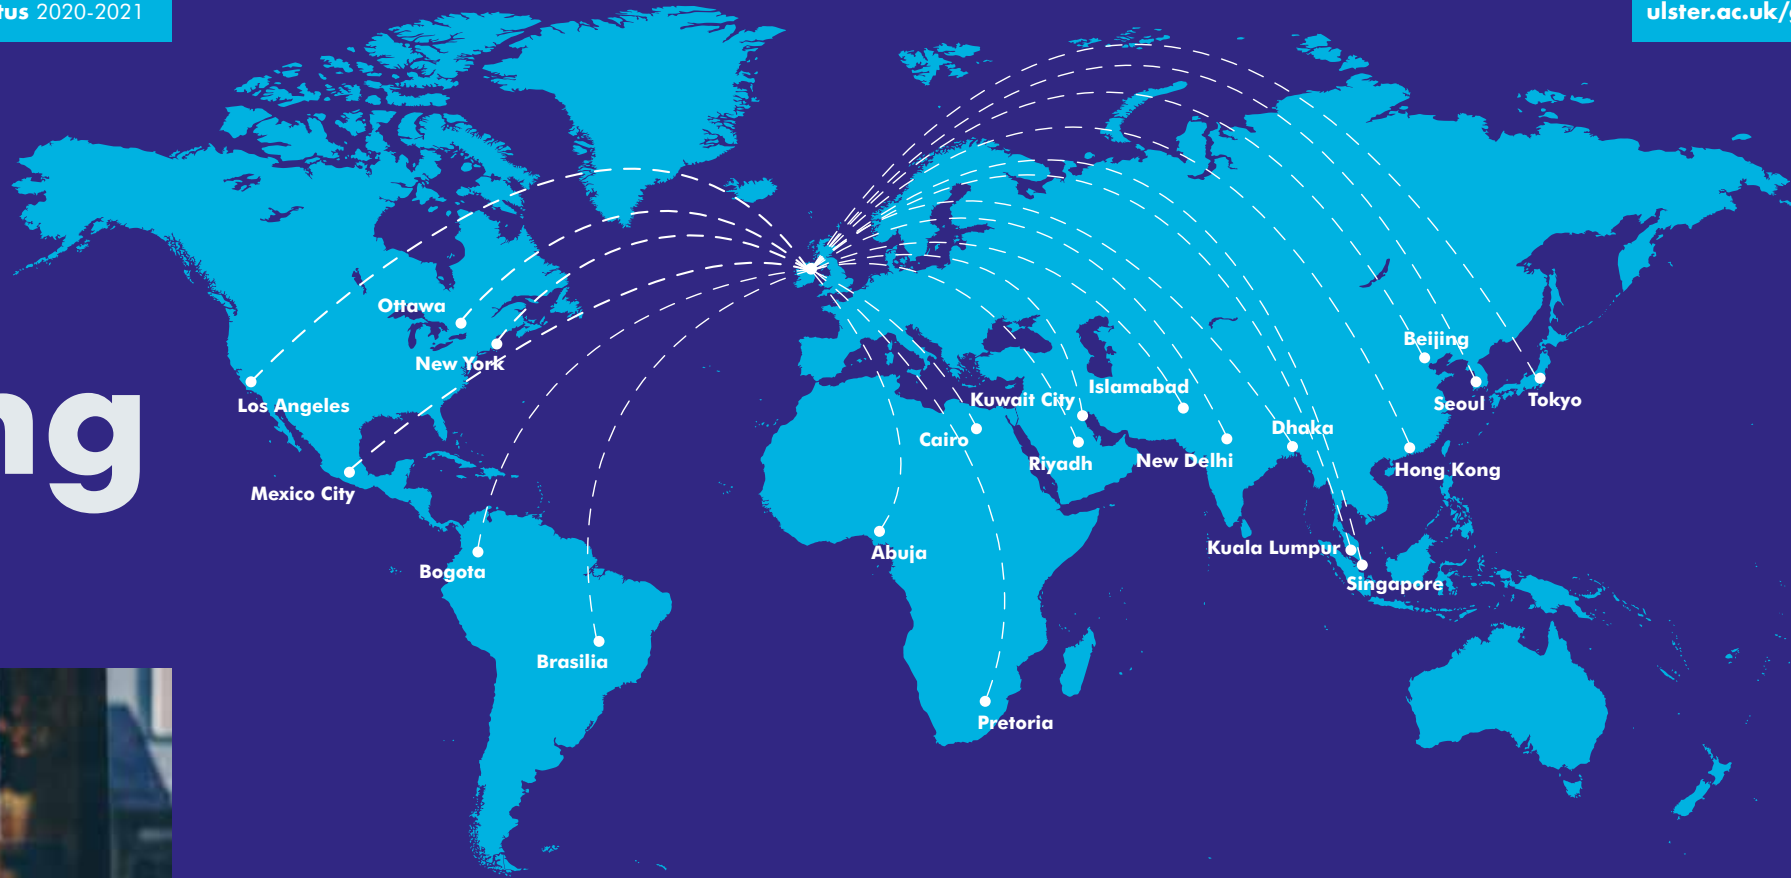 tus 2020-2021
ulster.ac.uk/g
Ottawa
New York
Los Angeles
Mexico City
ng
Bogota
Brasilia
Beijing
Islamabad
Kuwait City
Seoul
Tokyo
Cairo
Dhaka
Riyadh
New Delhi
Hong Kong
Abuja
Kuala Lumpur
Singapore
Pretoria